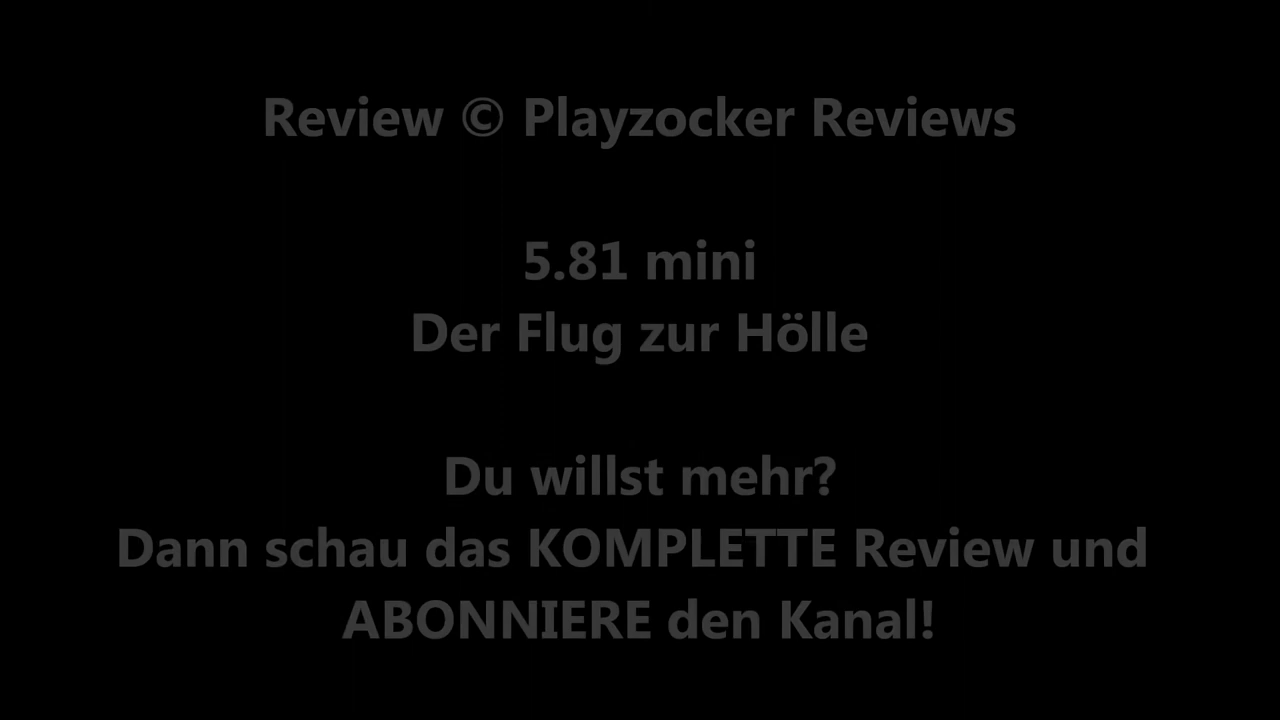 Review © Playzocker Reviews
5.81 mini
Der Flug zur Hölle
Du willst mehr?
Dann schau das KOMPLETTE Review und
ABONNIERE den Kanal!